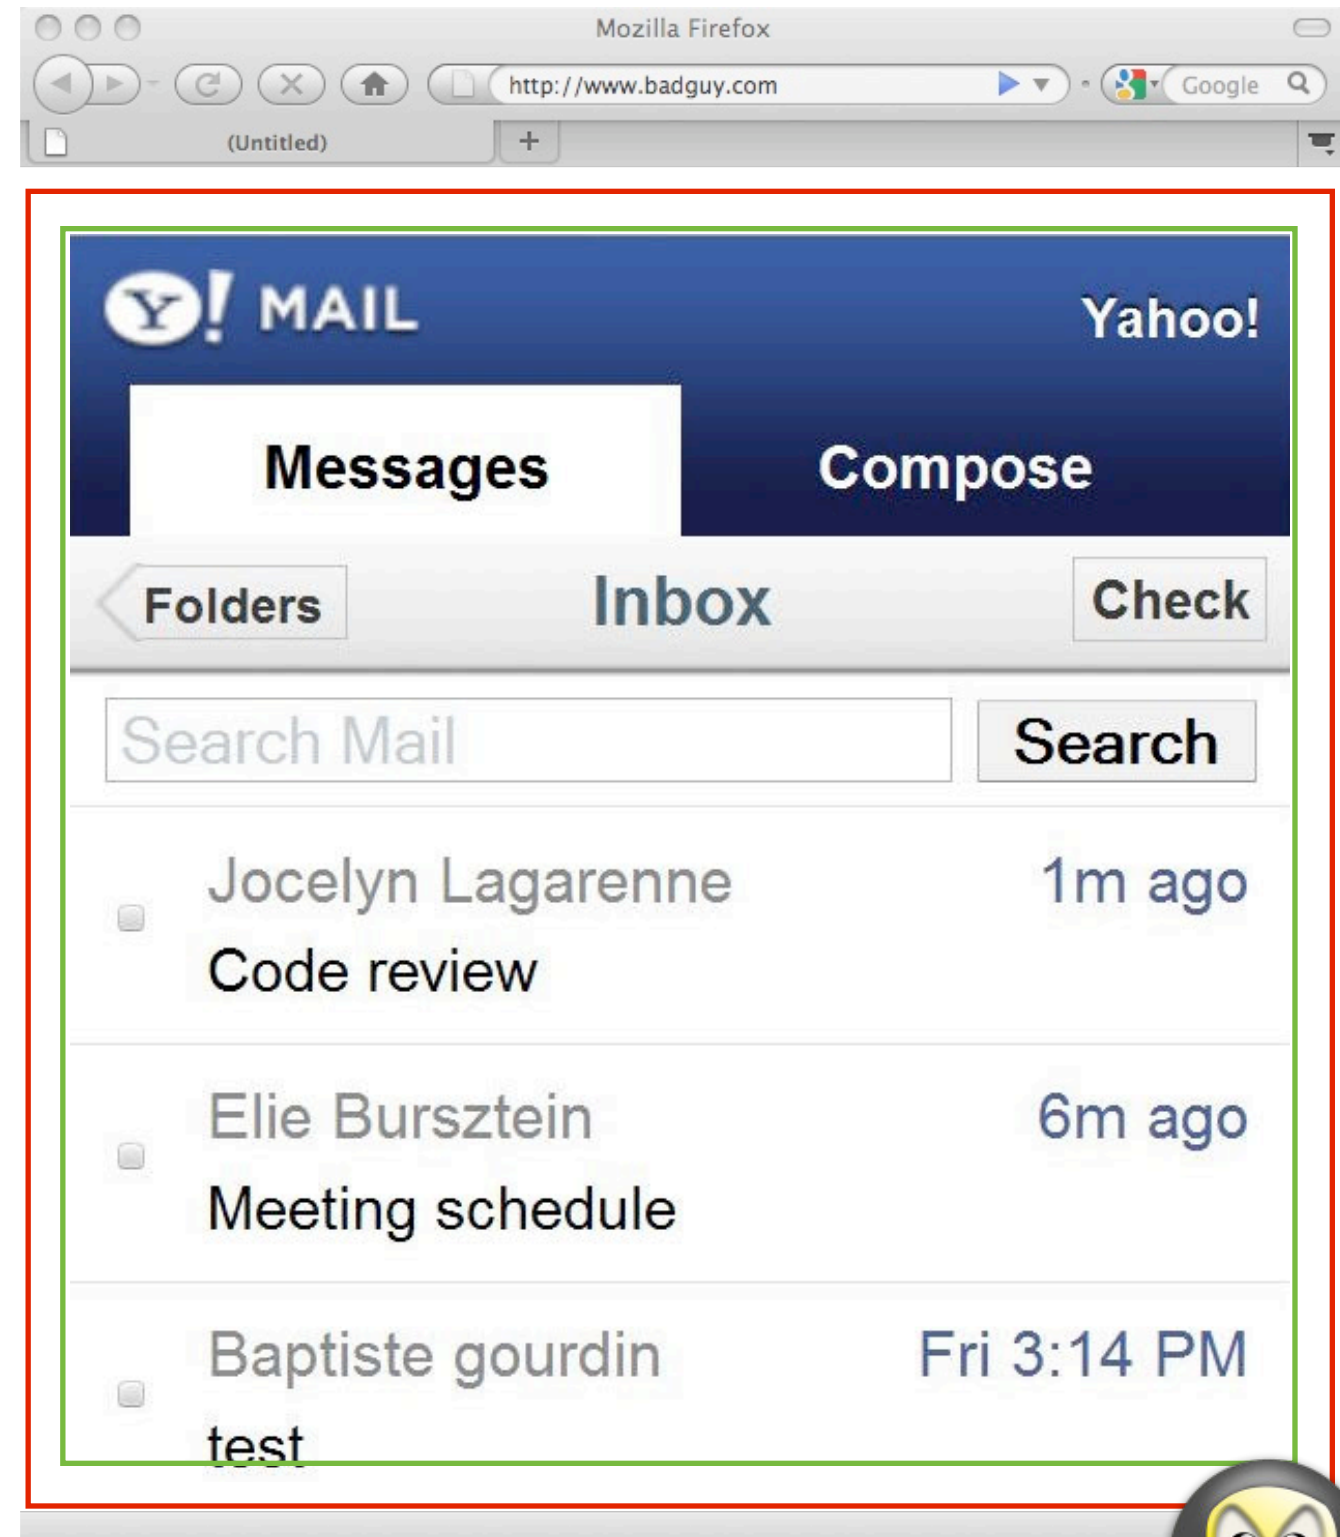 Mozilla Firefox
http://www.badguy.com
Google
(Untitled)
+
Y! MAIL
Yahoo!
Messages
Compose
Folders
Inbox
Check
Search Mail
Search
Jocelyn Lagarenne
1m ago
Code review
Elie Bursztein
6m ago
Meeting schedule
Baptiste gourdin
Fri 3:14 PM
test